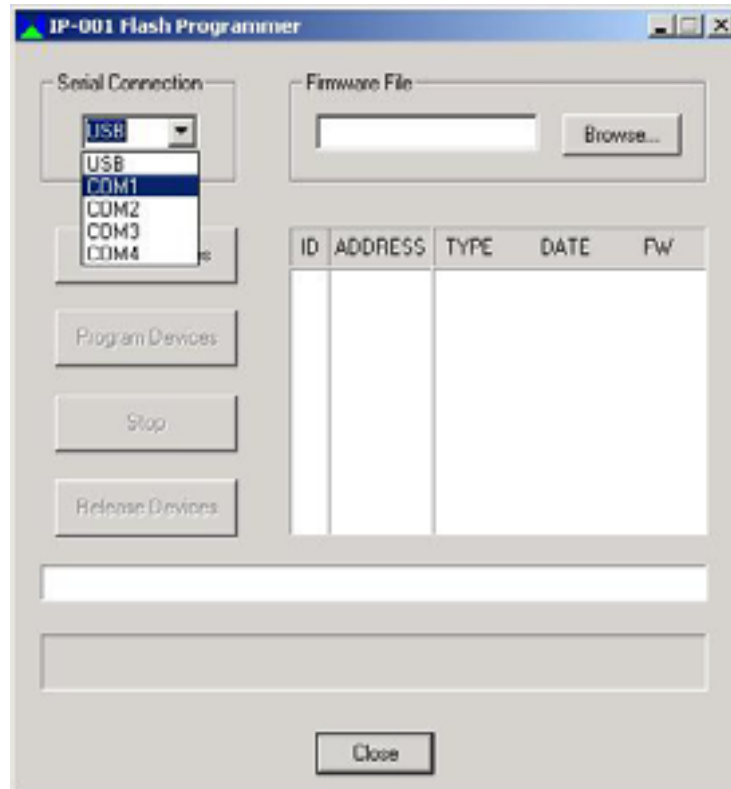 IP-001 Flash Programmer
Serial Connection
Firmware File
USB
Browse...
USB
COM1
COM2
COM3
COM4
ID ADDRESS TYPE DATE FW
Program Devices
Stop
Release Devices
Close